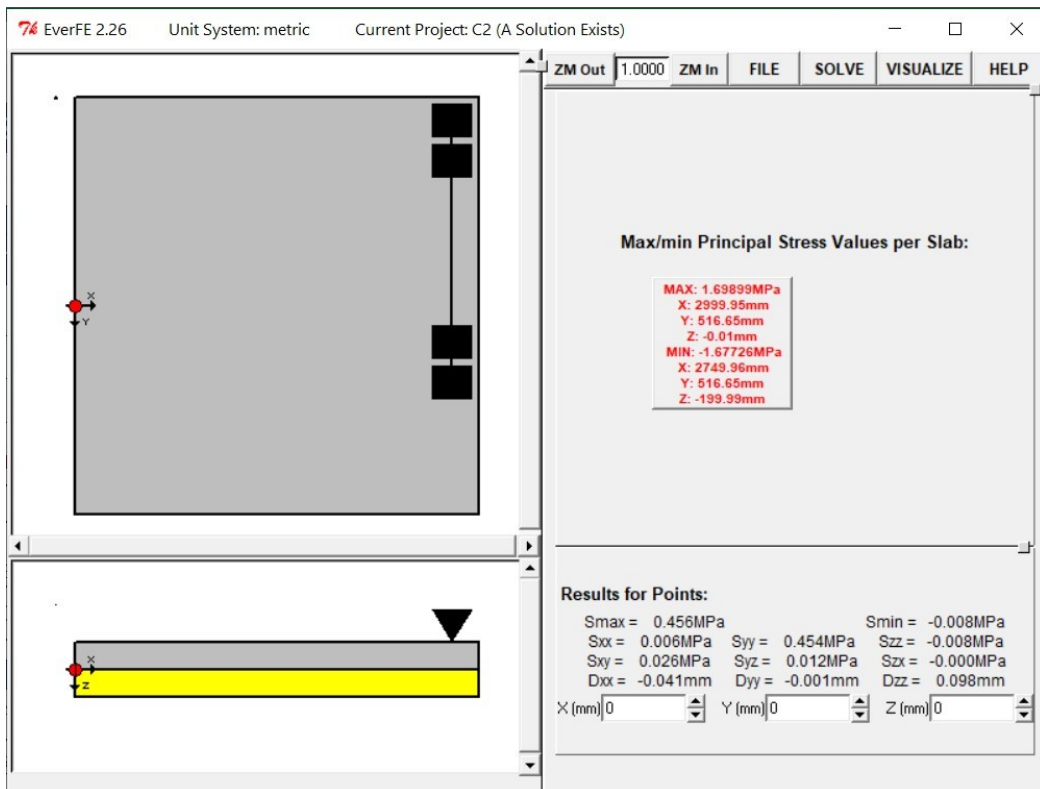 7% EverFE 2.26 Unit System: metric Current Project: C2 (A Solution Exists)
ZM Out 1.0000 ZM In FILE SOLVE VISUALIZE HELP
X
Y
Max/min Principal Stress Values per Slab:
MAX: 1.69899MPa
X: 2999.95mm
Y: 516.65mm
Z: -0.01mm
MIN: -1.67726MPa
X: 2749.96mm
Y: 516.65mm
Z: -199.99mm
X
Z
Results for Points:
Smax = 0.456MPa Smin = -0.008MPa
Sxx = 0.006MPa Syy = 0.454MPa Szz = -0.008MPa
Sxy = 0.026MPa Syz = 0.012MPa Szx = -0.000MPa
Dxx = -0.041mm Dyy = -0.001mm Dzz = 0.098mm
X (mm) 0 Y (mm) 0 Z (mm) 0